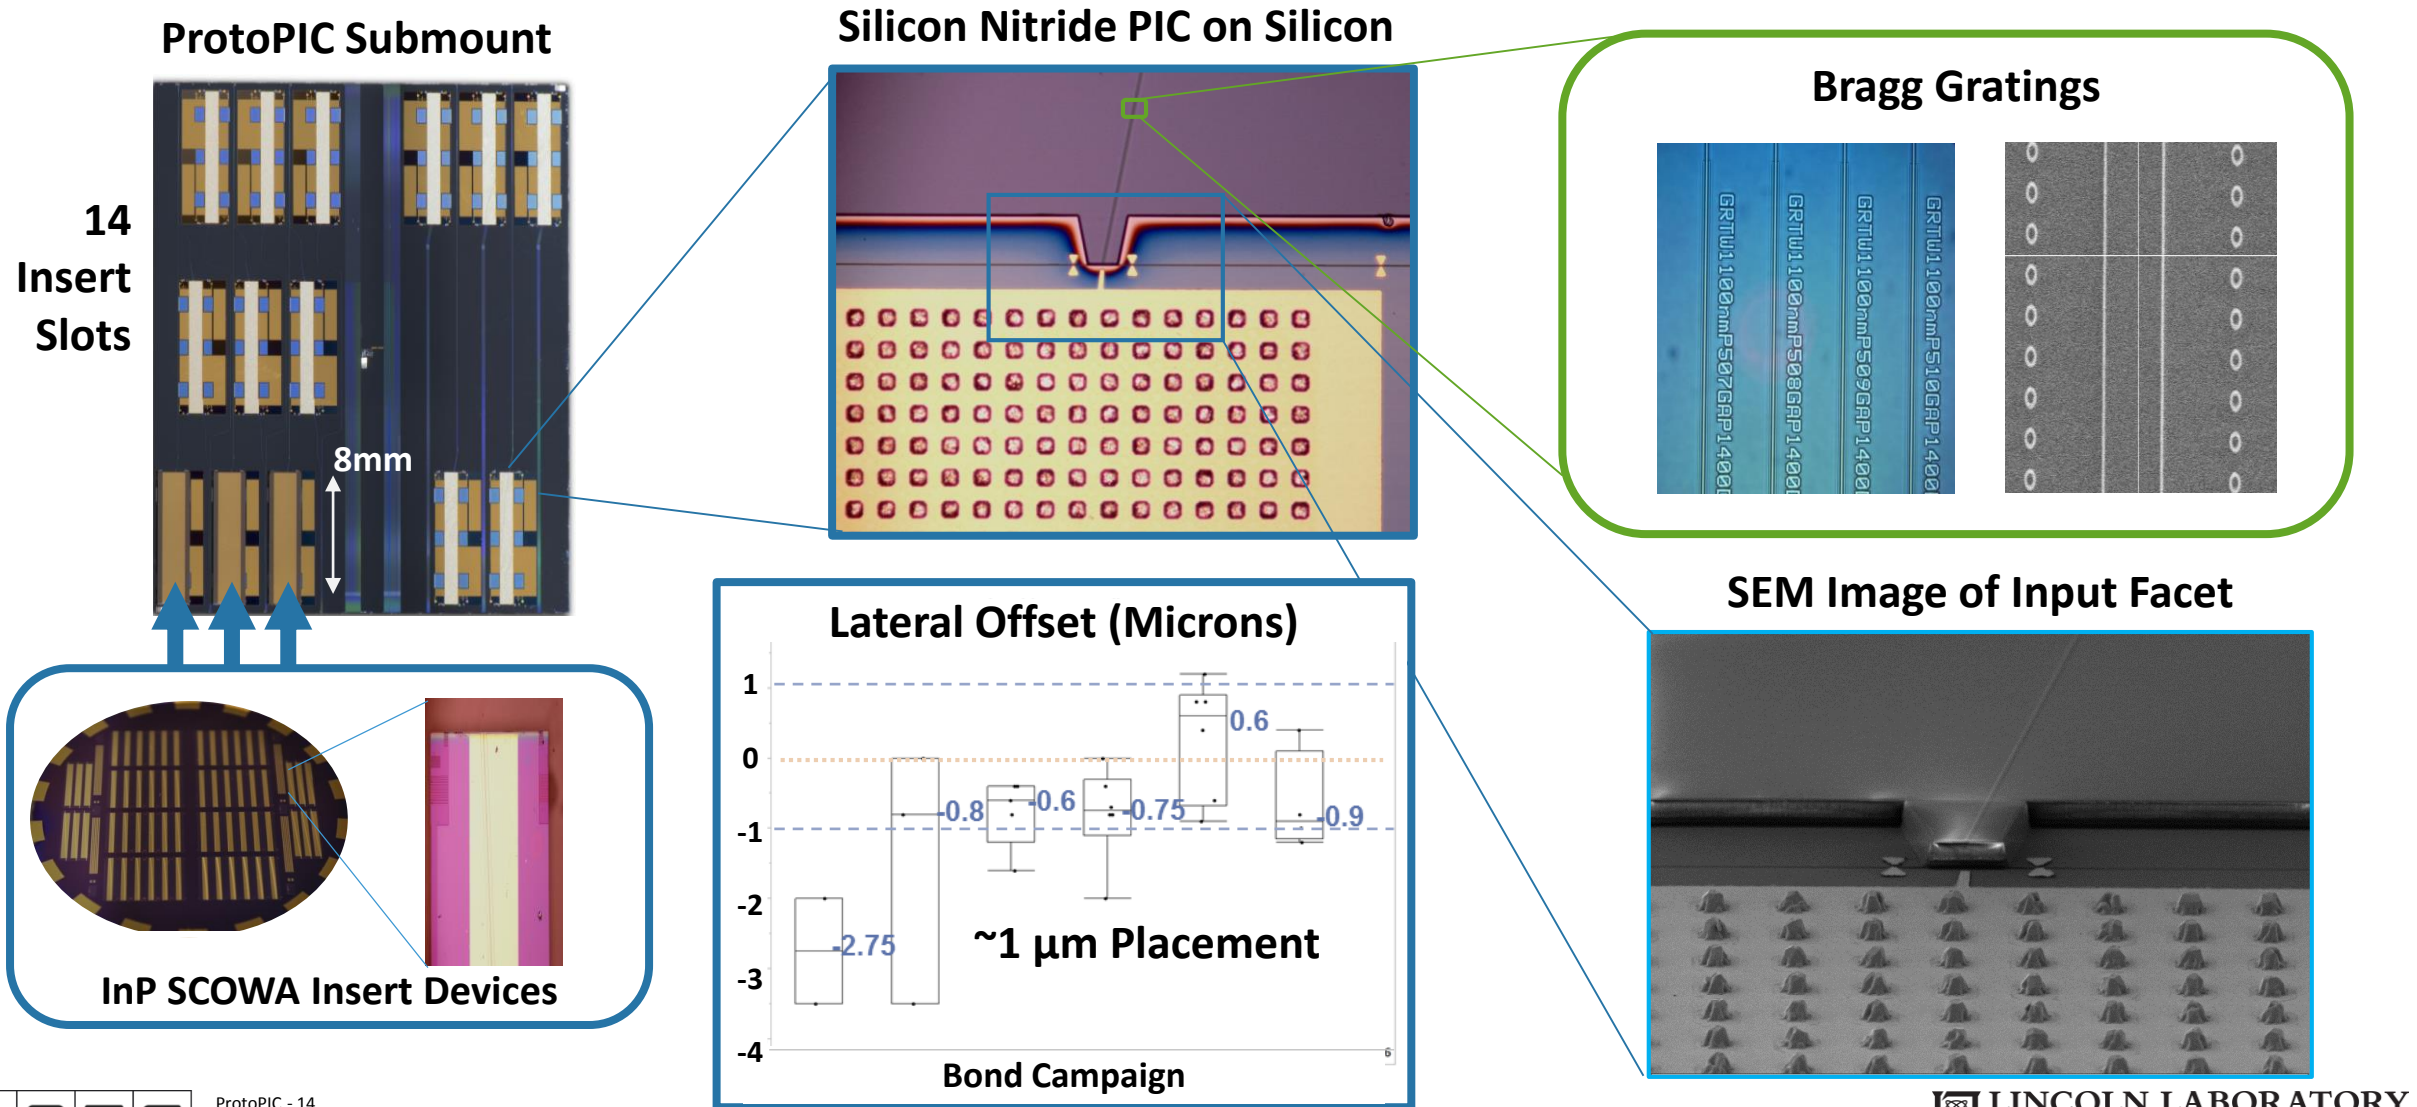 ProtoPIC Submount
14
Insert
Slots
8mm
InP SCOWA Insert Devices
Silicon Nitride PIC on Silicon
Lateral Offset (Microns)
1
0
-1
-2
-3
-4
-2.75
-0.8
-0.6
-0.75
0.6
-0.9
~1 µm Placement
6
Bond Campaign
Bragg Gratings
GRTW1100nmP507GAP1400
GRTW1100nmP508GAP1400
GRTW1100nmP509GAP1400
GRTW1100nmP510GAP1400
SEM Image of Input Facet
ProtoPIC - 14
LINCOLN LABORATORY